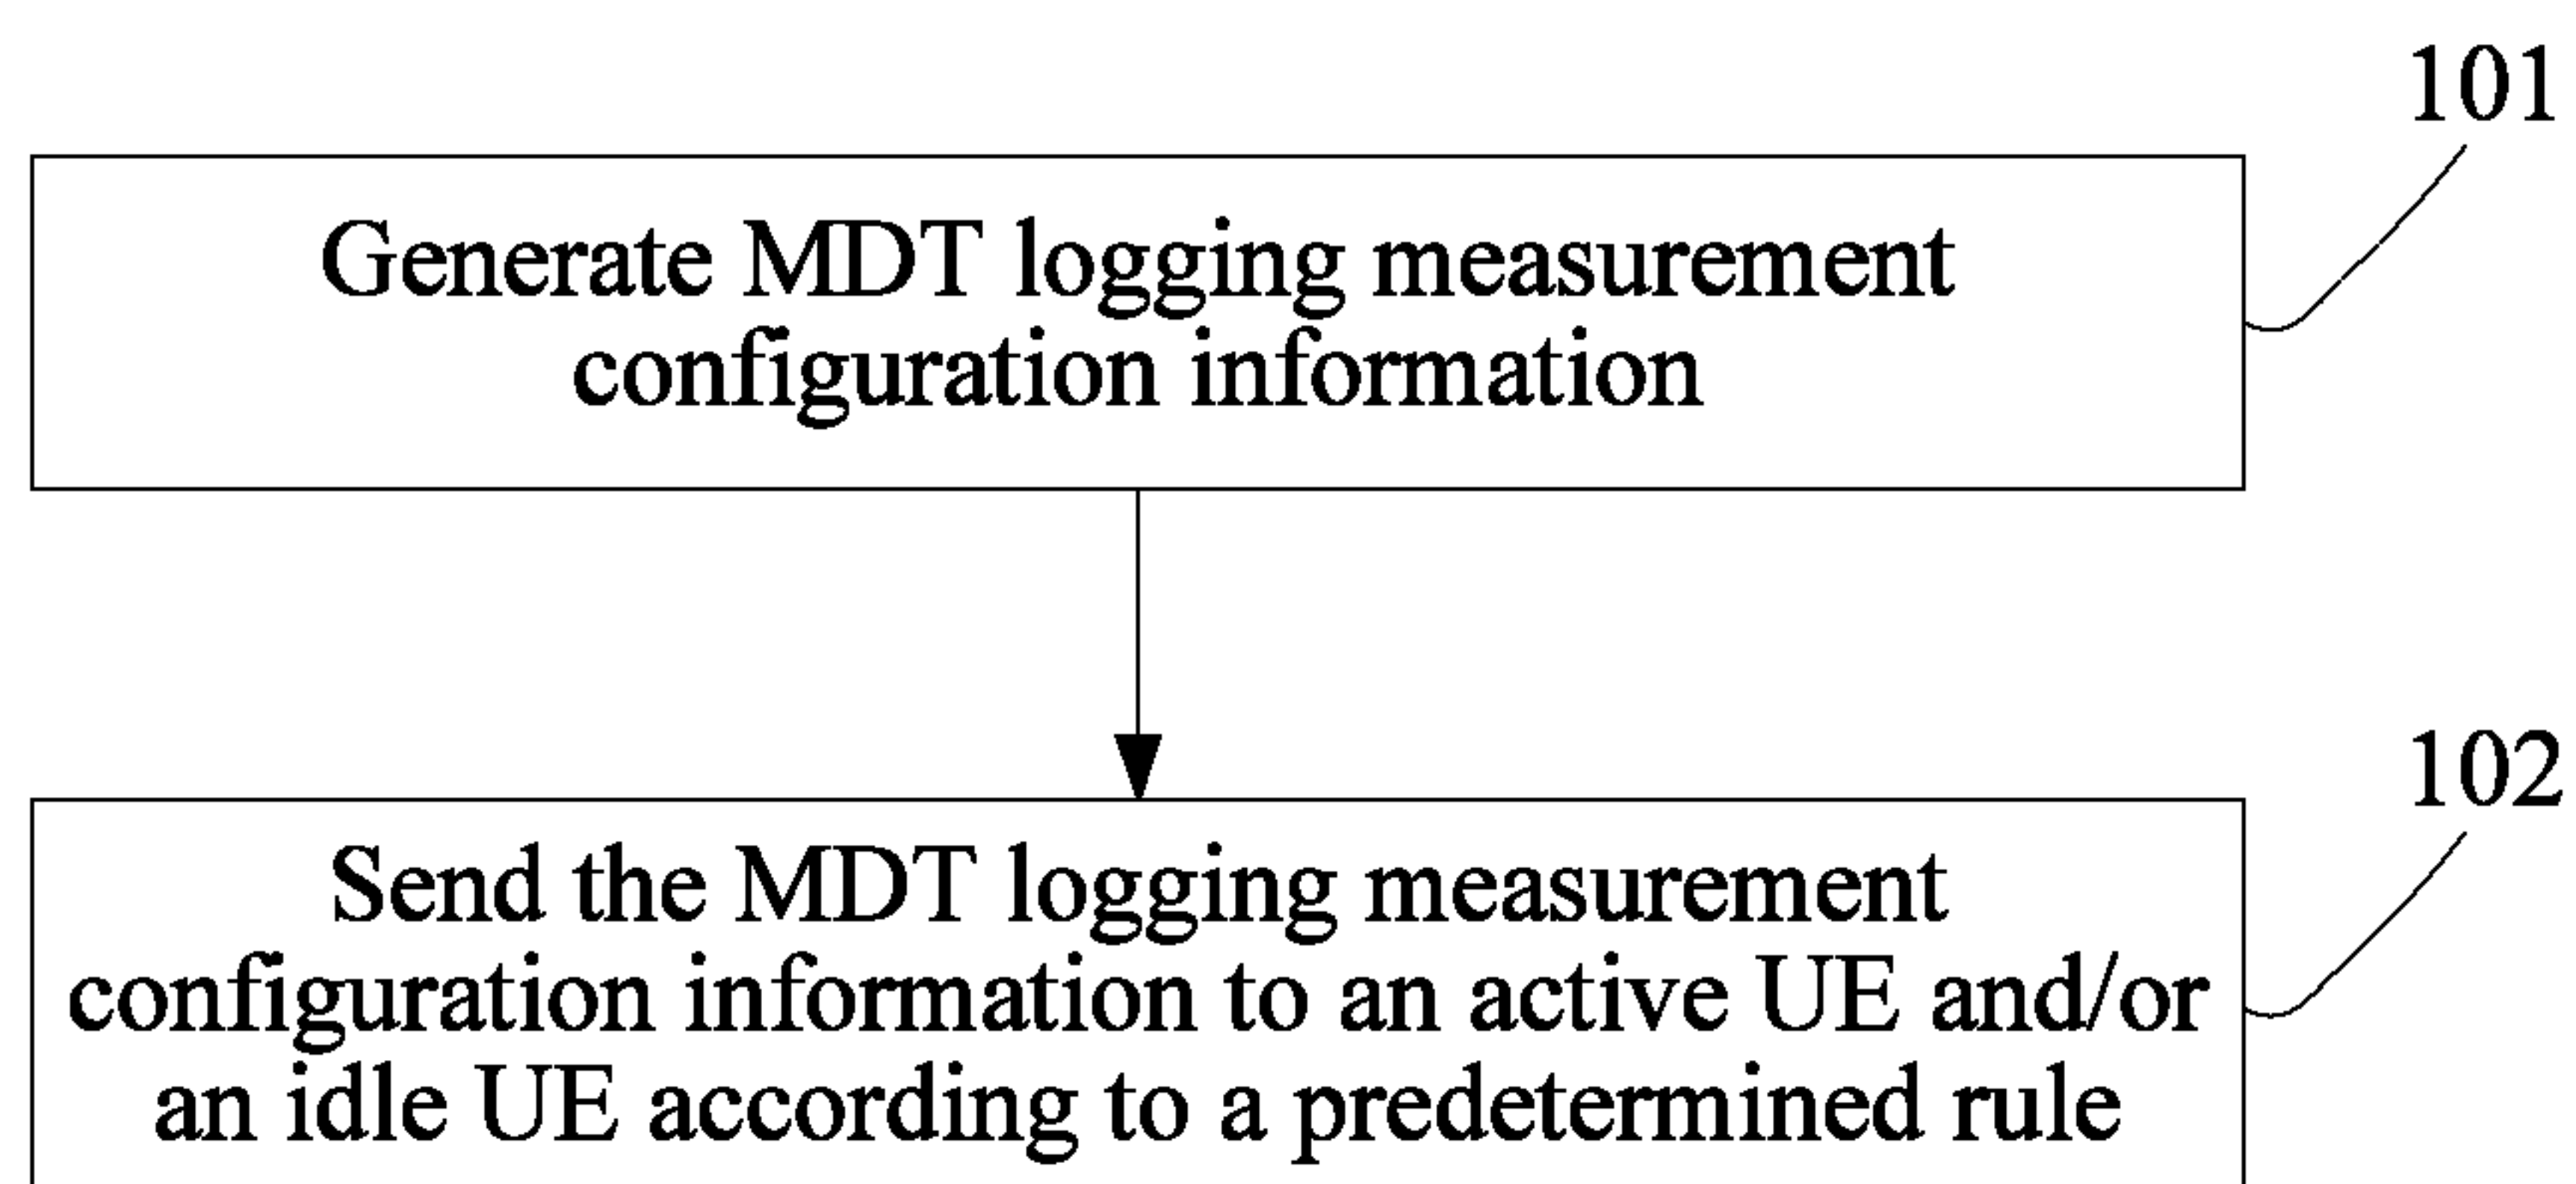 101
Generate MDT logging measurement
configuration information
102
Send the MDT logging measurement
configuration information to an active UE and/or
an idle UE according to a predetermined rule